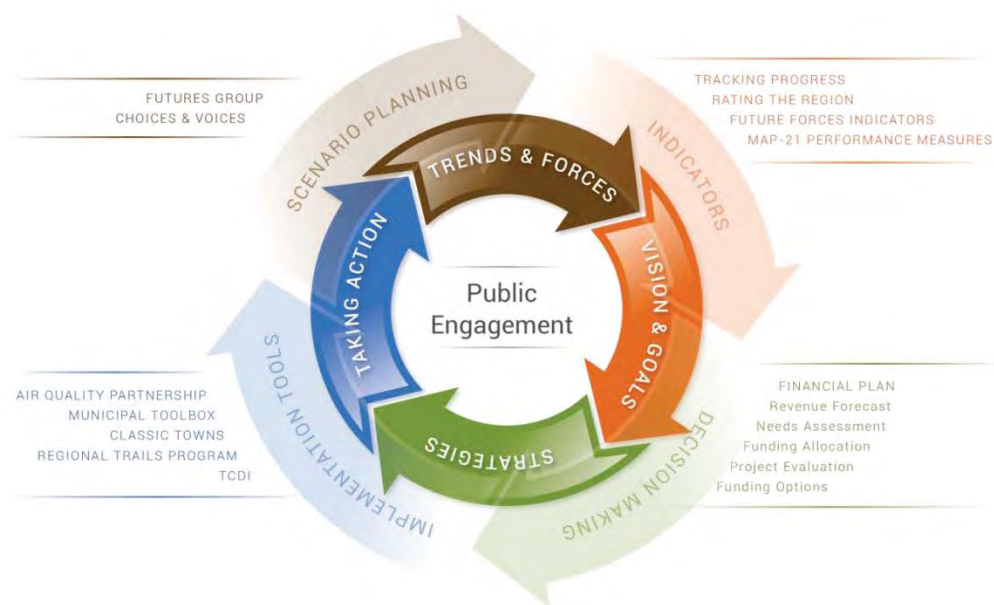 FUTURES GROUP
CHOICES & VOICES
SCENARIO PLANNING
TRENDS & FORCES
INDICATORS
TRACKING PROGRESS
RATING THE REGION
FUTURE FORCES INDICATORS
MAP-21 PERFORMANCE MEASURES
TAKING ACTION
Public
Engagement
VISION & GOALS
STRATEGIES
IMPLEMENTATION TOOLS
DECISION MAKING
AIR QUALITY PARTNERSHIP
MUNICIPAL TOOLBOX
CLASSIC TOWNS
REGIONAL TRAILS PROGRAM
TCDI
FINANCIAL PLAN
Revenue Forecast
Needs Assessment
Funding Allocation
Project Evaluation
Funding Options